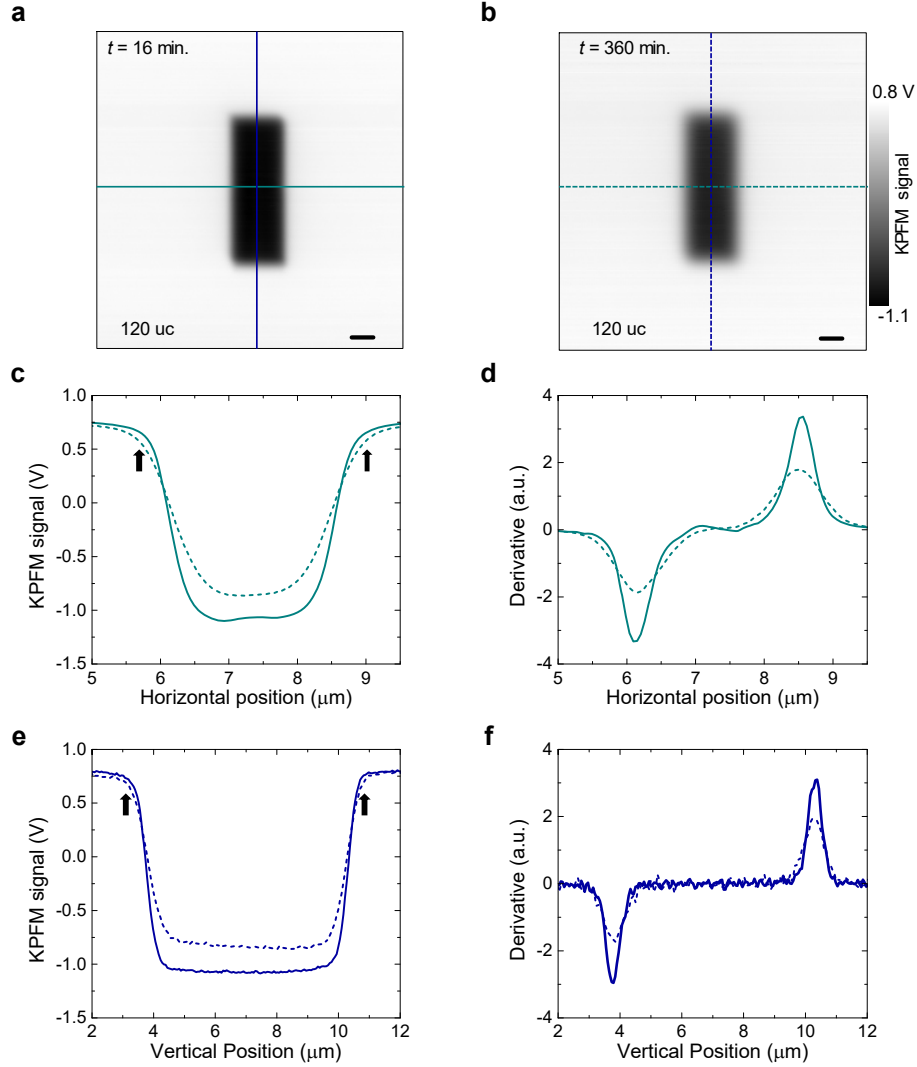 a
b
t = 16 min.
t = 360 min.
0.8 V
KPFM signal
-1.1
120 uc
120 uc
c
d
1.0
0.5
0.0
-0.5
-1.0
-1.5
KPFM signal (V)
5 6 7 8 9
Horizontal position (μm)
4
2
0
-2
-4
Derivative (a.u.)
5 6 7 8 9
Horizontal position (μm)
e
f
1.0
0.5
0.0
-0.5
-1.0
-1.5
KPFM signal (V)
2 4 6 8 10 12
Vertical Position (μm)
4
2
0
-2
-4
Derivative (a.u.)
2 4 6 8 10 12
Vertical Position (μm)